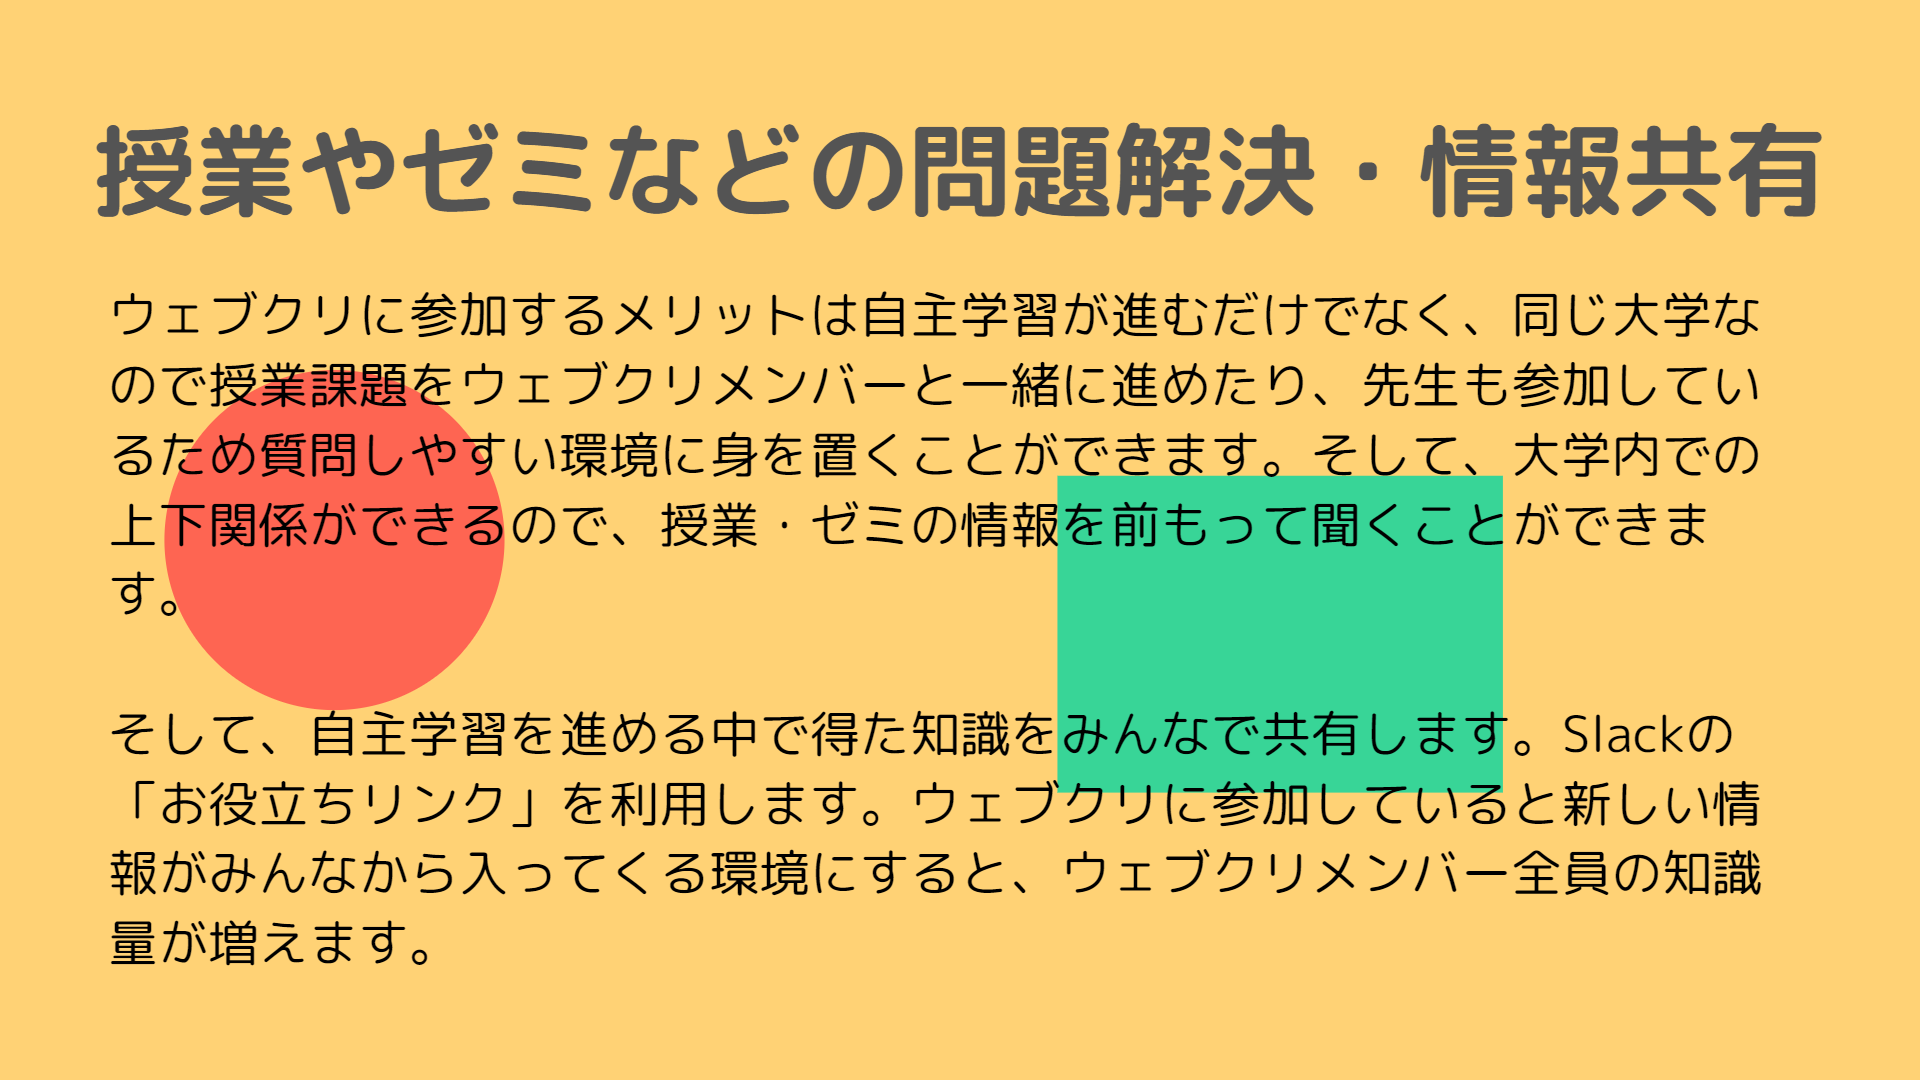 授業やゼミなどの問題解決・情報共有
ウェブクリに参加するメリットは自主学習が進むだけでなく、同じ大学な
ので授業課題をウェブクリメンバーと一緒に進めたり、先生も参加してい
るため質問しやすい環境に身を置くことができます。そして、大学内での
上下関係ができるので、授業・ゼミの情報を前もって聞くことができま
す。
そして、自主学習を進める中で得た知識をみんなで共有します。Slackの
「お役立ちリンク」を利用します。ウェブクリに参加していると新しい情
報がみんなから入ってくる環境にすると、ウェブクリメンバー全員の知識
量が増えます。